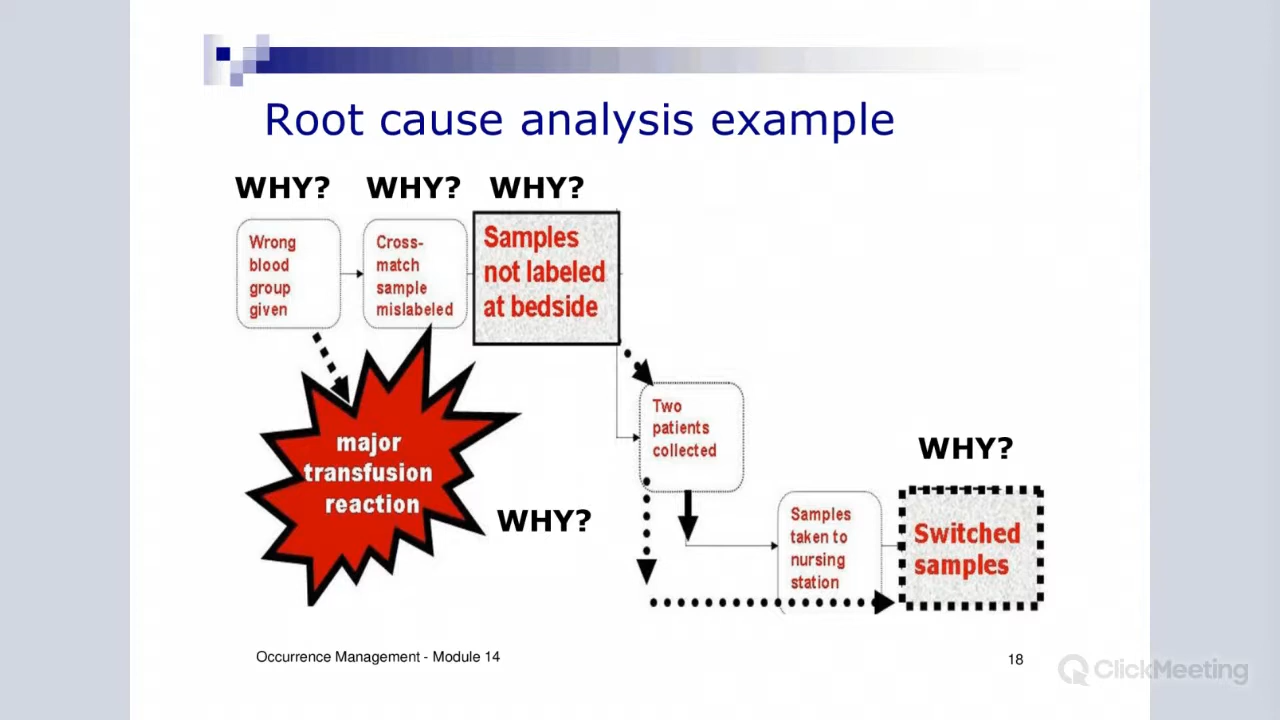 Root cause analysis example
WHY?
WHY?
WHY?
Wrong
blood
group
given
Cross-
match
sample
mislabeled
Samples
not labeled
at bedside
major
transfusion
reaction
WHY?
Two
patients
collected
Samples
taken to
nursing
station
WHY?
Switched
samples
Occurrence Management - Module 14
18
ClickMeeting